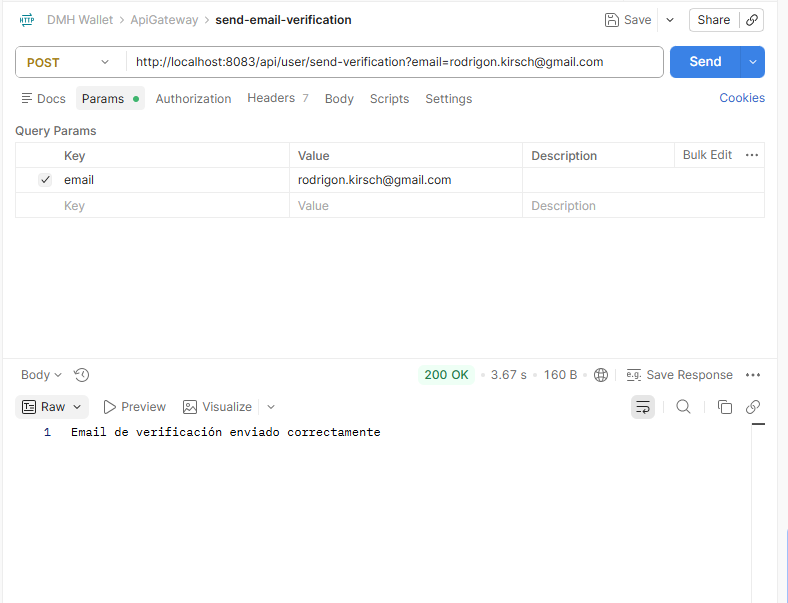 HTTP DMH Wallet > ApiGateway > send-email-verification Save Share
POST http://localhost:8083/api/user/send-verification?email=rodrigon.kirsch@gmail.com Send
Docs Params Authorization Headers 7 Body Scripts Settings Cookies
Query Params
Key Value Description Bulk Edit
email rodrigon.kirsch@gmail.com
Key Value Description
Body 200 OK 3.67 s 160 B e.g. Save Response
Raw Preview Visualize
1 Email de verificación enviado correctamente